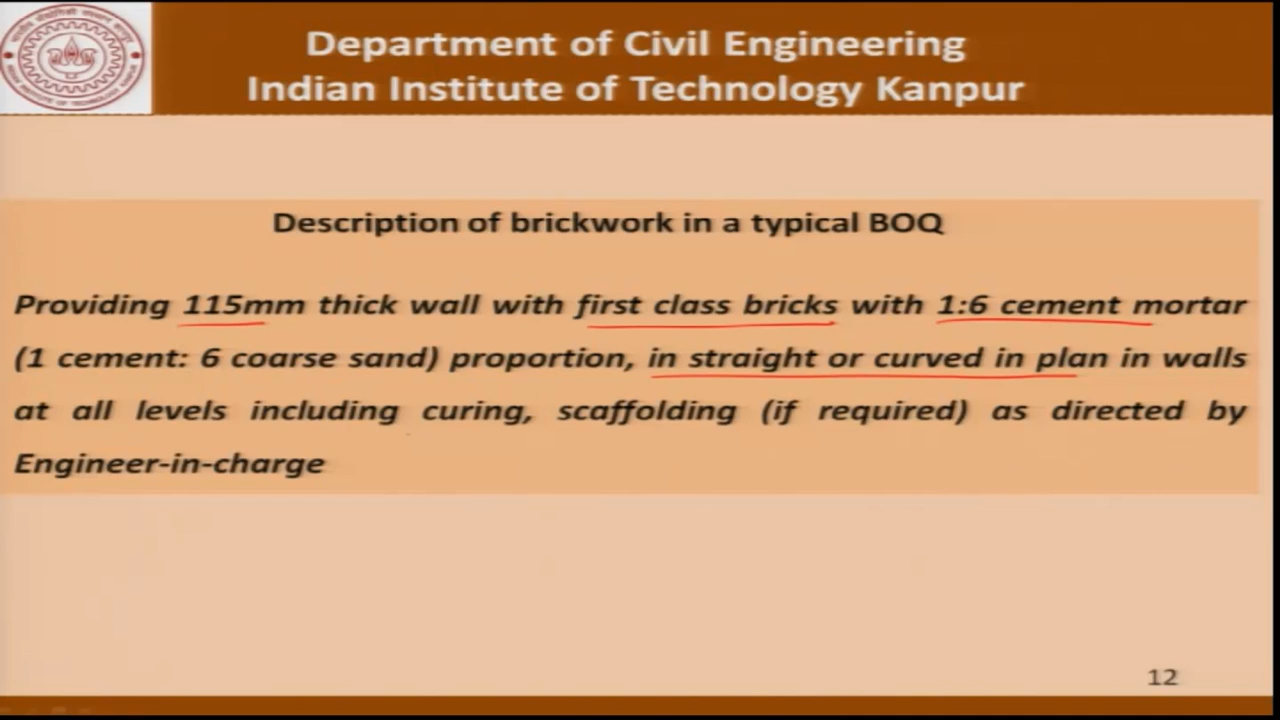 Department of Civil Engineering
Indian Institute of Technology Kanpur
Description of brickwork in a typical BOQ
Providing 115mm thick wall with first class bricks with 1:6 cement mortar
(1 cement: 6 coarse sand) proportion, in straight or curved in plan in walls
at all levels including curing, scaffolding (if required) as directed by
Engineer-in-charge
12